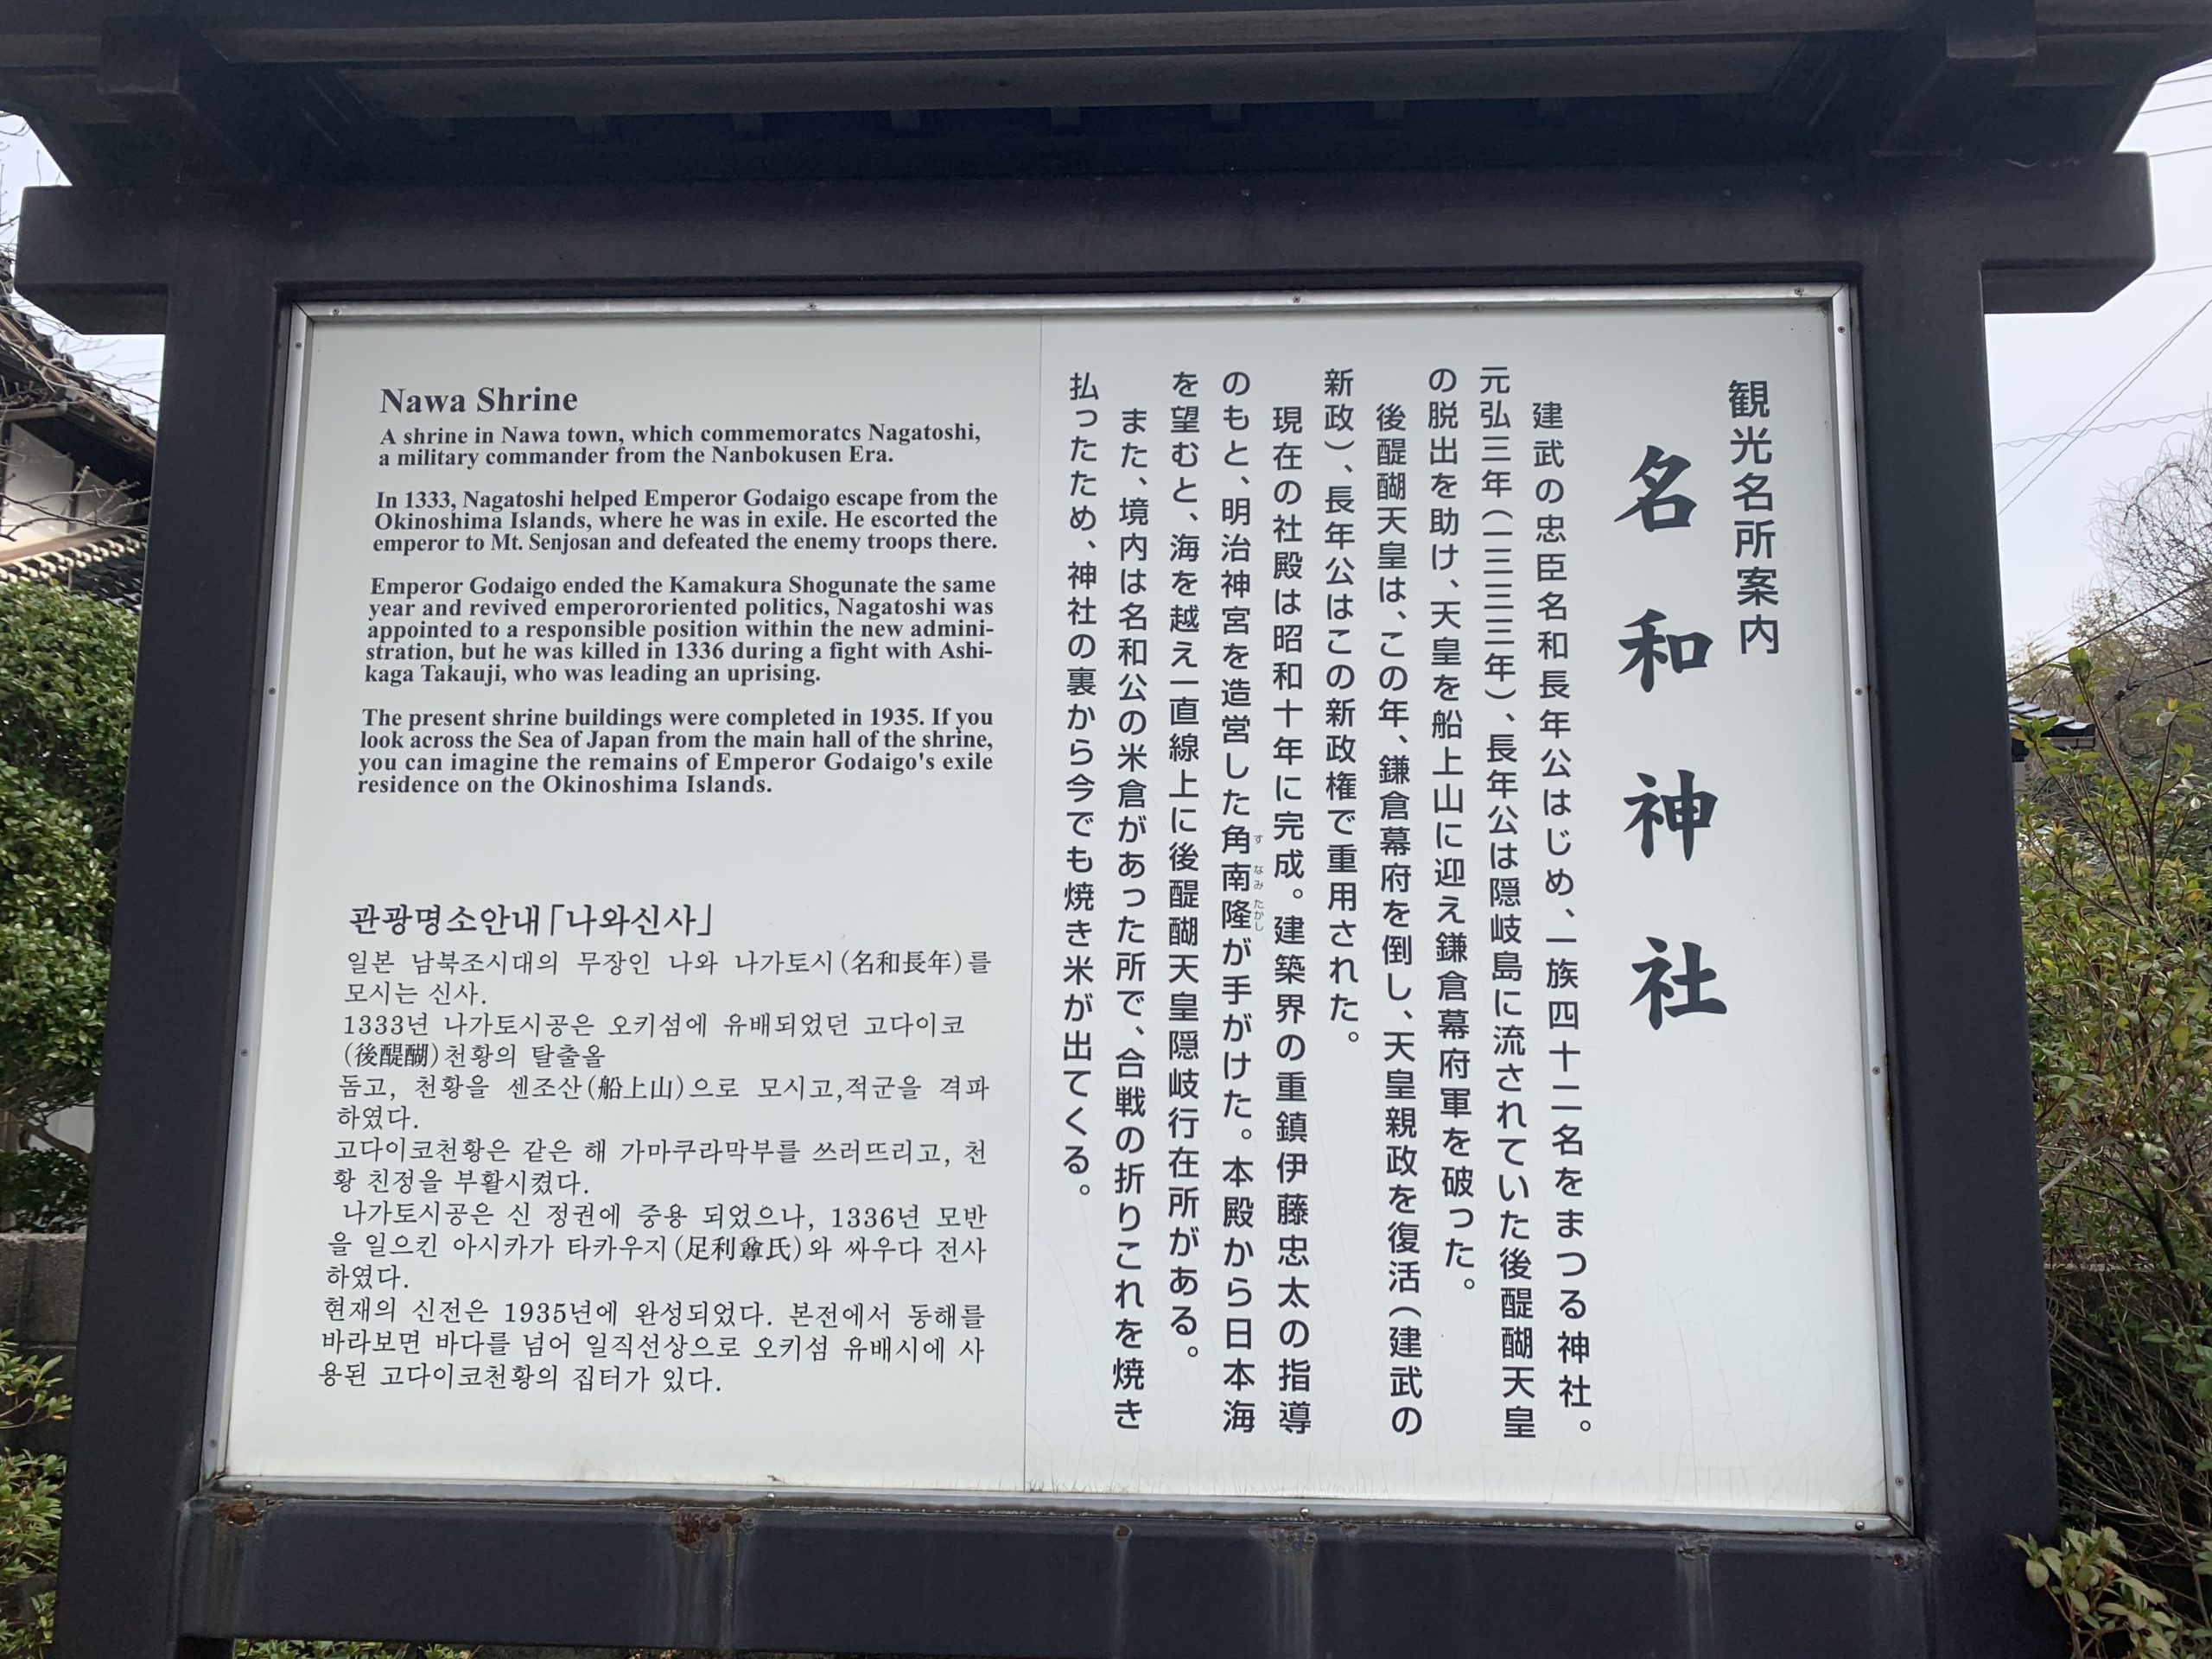 観光名所案内
名和神社
建武の忠臣名和長年公はじめ、一族四十二名をまつる神社。
元弘三年(一三三三年)、長年公は隠岐島に流されていた後醍醐天皇
の脱出を助け、天皇を船上山に迎え鎌倉幕府軍を破った。
後醍醐天皇は、この年、鎌倉幕府を倒し、天皇親政を復活(建武の
新政)、長年公はこの新政権で重用された。
現在の社殿は昭和十年に完成。建築界の重鎮伊藤忠太の指導
のもと、明治神宮を造営した角南隆が手がけた。本殿から日本海
す なみ たかし
を望むと、海を越え一直線上に後醍醐天皇隠岐行在所がある。
また、境内は名和公の米倉があった所で、合戦の折りこれを焼き
払ったため、神社の裏から今でも焼き米が出てくる。
Nawa Shrine
A shrine in Nawa town, which commemoratcs Nagatoshi,
a military commander from the Nanbokusen Era.
In 1333, Nagatoshi helped Emperor Godaigo escape from the
Okinoshima Islands, where he was in exile. He escorted the
emperor to Mt. Senjosan and defeated the enemy troops there.
Emperor Godaigo ended the Kamakura Shogunate the same
year and revived emperororiented politics, Nagatoshi was
appointed to a responsible position within the new admini-
stration, but he was killed in 1336 during a fight with Ashi-
kaga Takauji, who was leading an uprising.
The present shrine buildings were completed in 1935. If you
look across the Sea of Japan from the main hall of the shrine,
you can imagine the remains of Emperor Godaigo's exile
residence on the Okinoshima Islands.
관광명소안내「나와신사」
일본 남북조시대의 무장인 나와 나가토시(名和長年)를
모시는 신사.
1333년 나가토시공은 오키섬에 유배되었던 고다이코
(後醍醐)천황의 탈출올
돕고, 천황을 센조산(船上山)으로 모시고,적군을 격파
하였다.
고다이코천황은 같은 해 가마쿠라막부를 쓰러뜨리고, 천
황 친정을 부활시켰다.
나가토시공은 신 정권에 중용 되었으나, 1336년 모반
을 일으킨 아시카가 타카우지(足利尊氏)와 싸우다 전사
하였다.
현재의 신전은 1935년에 완성되었다. 본전에서 동해를
바라보면 바다를 넘어 일직선상으로 오키섬 유배시에 사
용된 고다이코천황의 집터가 있다.